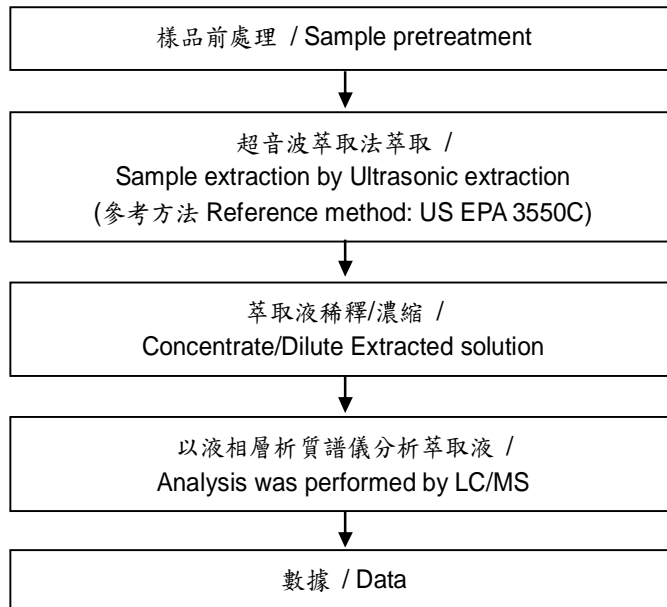 樣品前處理 / Sample pretreatment
超音波萃取法萃取 /
Sample extraction by Ultrasonic extraction
(參考方法 Reference method: US EPA 3550C)
萃取液稀釋/濃縮 /
Concentrate/Dilute Extracted solution
以液相層析質譜儀分析萃取液 /
Analysis was performed by LC/MS
數據 / Data